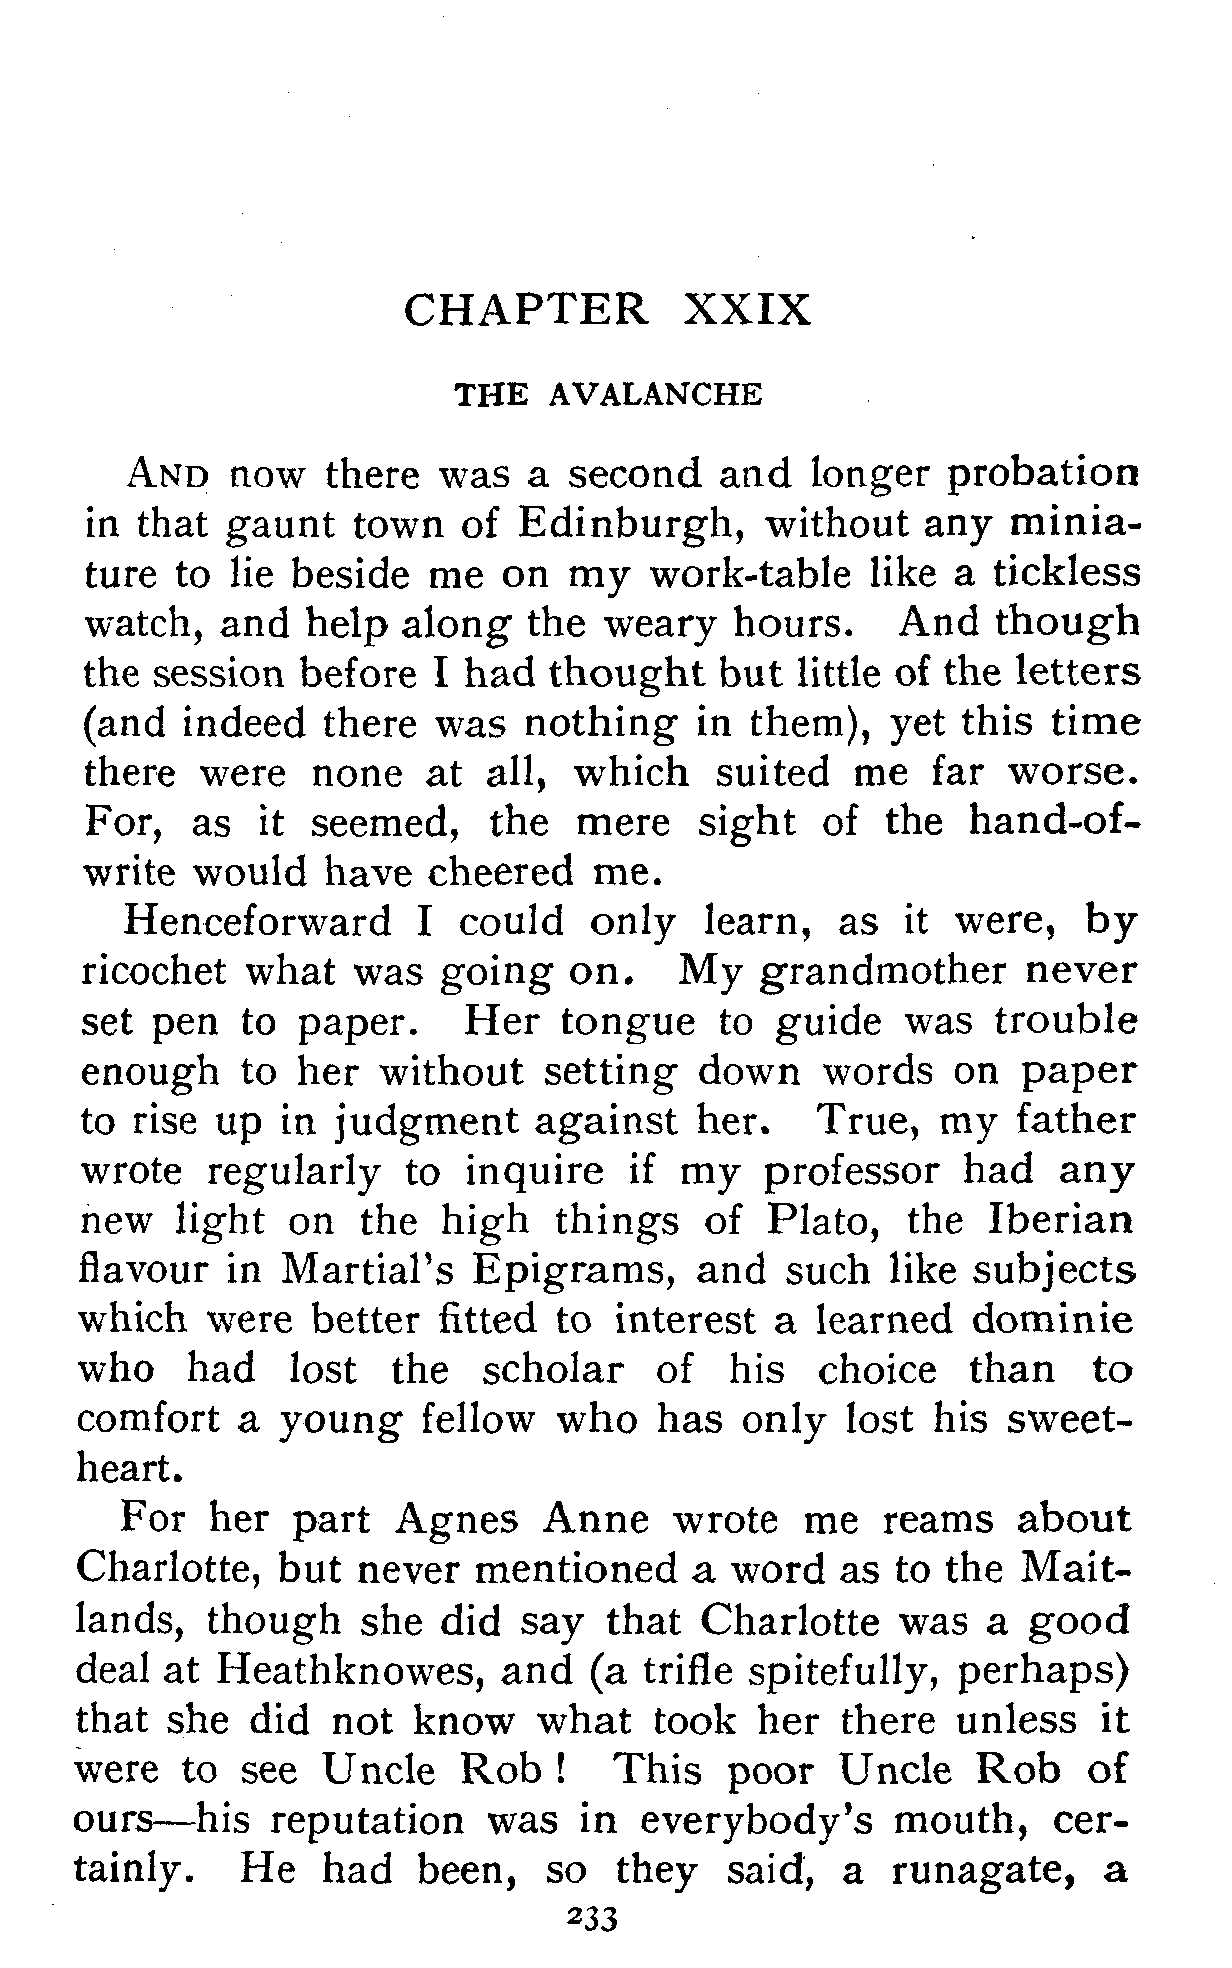 CHAPTER XXIX
THE AVALANCHE
AND now there was a second and longer probation
in that gaunt town of Edinburgh, without any minia-
ture to lie beside me on my work-table like a tickless
watch, and help along the weary hours. And though
the session before I had thought but little of the letters
(and indeed there was nothing in them), yet this time
there were none at all, which suited me far worse.
For, as it seemed, the mere sight of the hand-of-
write would have cheered me.
Henceforward I could only learn, as it were, by
ricochet what was going on. My grandmother never
set pen to paper. Her tongue to guide was trouble
enough to her without setting down words on paper
to rise up in judgment against her. True, my father
wrote regularly to inquire if my professor had any
new light on the high things of Plato, the Iberian
flavour in Martial's Epigrams, and such like subjects
which were better fitted to interest a learned dominie
who had lost the scholar of his choice than to
comfort a young fellow who has only lost his sweet-
heart.
For her part Agnes Anne wrote me reams about
Charlotte, but never mentioned a word as to the Mait-
lands, though she did say that Charlotte was a good
deal at Heathknowes, and (a trifle spitefully, perhaps)
that she did not know what took her there unless it
were to see Uncle Rob ! This poor Uncle Rob of
ours—his reputation was in everybody's mouth, cer-
tainly. He had been, so they said, a runagate, a
233